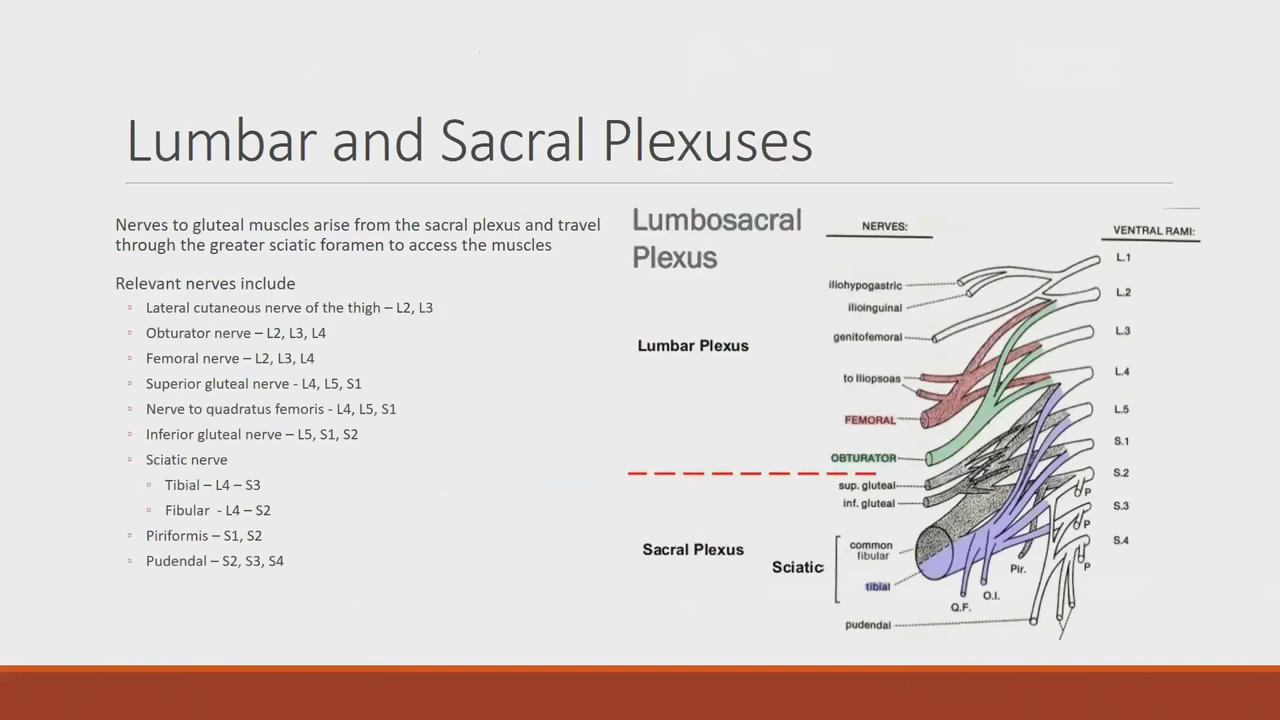 Lumbar and Sacral Plexuses
Nerves to gluteal muscles arise from the sacral plexus and travel
through the greater sciatic foramen to access the muscles
Relevant nerves include
Lateral cutaneous nerve of the thigh – L2, L3
Obturator nerve – L2, L3, L4
Femoral nerve – L2, L3, L4
Superior gluteal nerve - L4, L5, S1
Nerve to quadratus femoris - L4, L5, S1
Inferior gluteal nerve – L5, S1, S2
Sciatic nerve
Tibial – L4 – S3
Fibular - L4 – S2
Piriformis – S1, S2
Pudendal – S2, S3, S4
Lumbosacral
Plexus
Lumbar Plexus
Sacral Plexus
Sciatic
NERVES:
iliohypogastric
ilioinguinal
genitofemoral
to Iliopsoas
FEMORAL
OBTURATOR
sup. gluteal
inf. gluteal
common
fibular
tibial
pudendal
Q.F.
O.I.
Pir.
P
P
P
VENTRAL RAMI:
L.1
L.2
L.3
L.4
L.5
S.1
S.2
S.3
S.4